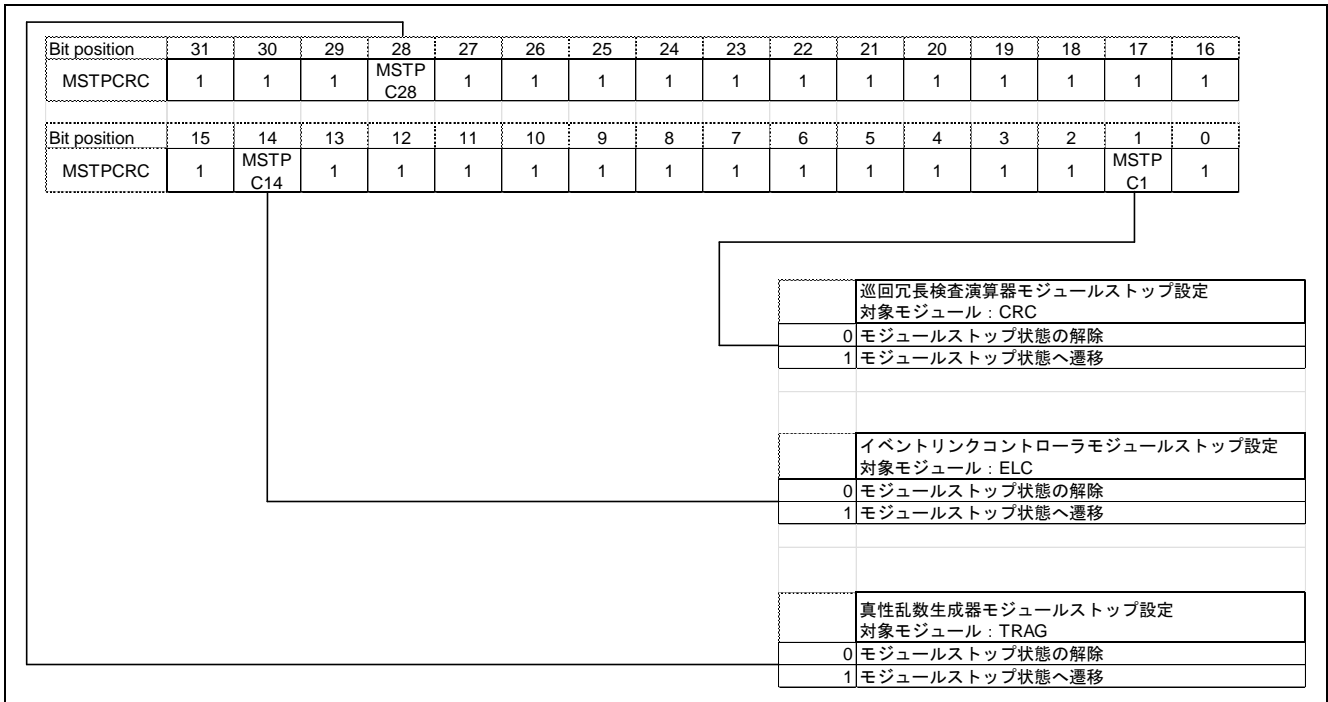 Bit position 31 30 29 28 27 26 25 24 23 22 21 20 19 18 17 16
MSTPCRC 1 1 1 MSTP C28 1 1 1 1 1 1 1 1 1 1 1 1
Bit position 15 14 13 12 11 10 9 8 7 6 5 4 3 2 1 0
MSTPCRC 1 MSTP C14 1 1 1 1 1 1 1 1 1 1 1 1 MSTP C1 1
巡回冗長検査演算器モジュールストップ設定
対象モジュール：CRC
0 モジュールストップ状態の解除
1 モジュールストップ状態へ遷移
イベントリンクコントローラモジュールストップ設定
対象モジュール：ELC
0 モジュールストップ状態の解除
1 モジュールストップ状態へ遷移
真性乱数生成器モジュールストップ設定
対象モジュール：TRAG
0 モジュールストップ状態の解除
1 モジュールストップ状態へ遷移